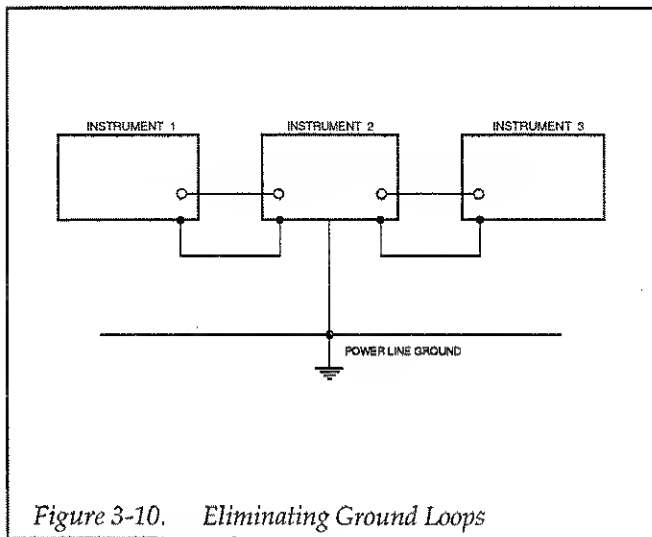 INSTRUMENT 1
INSTRUMENT 2
INSTRUMENT 3
POWER LINE GROUND
Figure 3-10. Eliminating Ground Loops